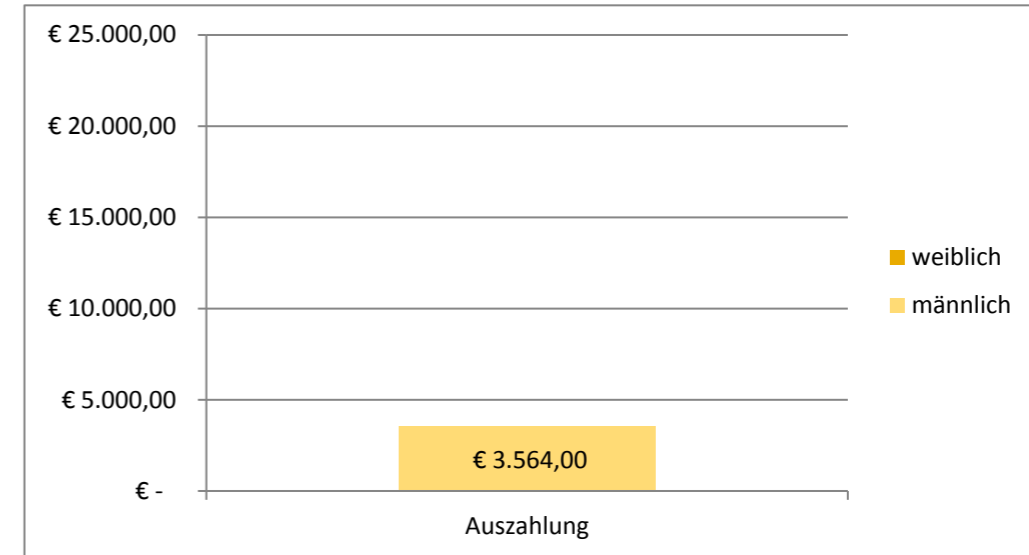 € 25.000,00
€ 20.000,00
€ 15.000,00
€ 10.000,00
€ 5.000,00
€ -
€ 3.564,00
Auszahlung
weiblich
männlich